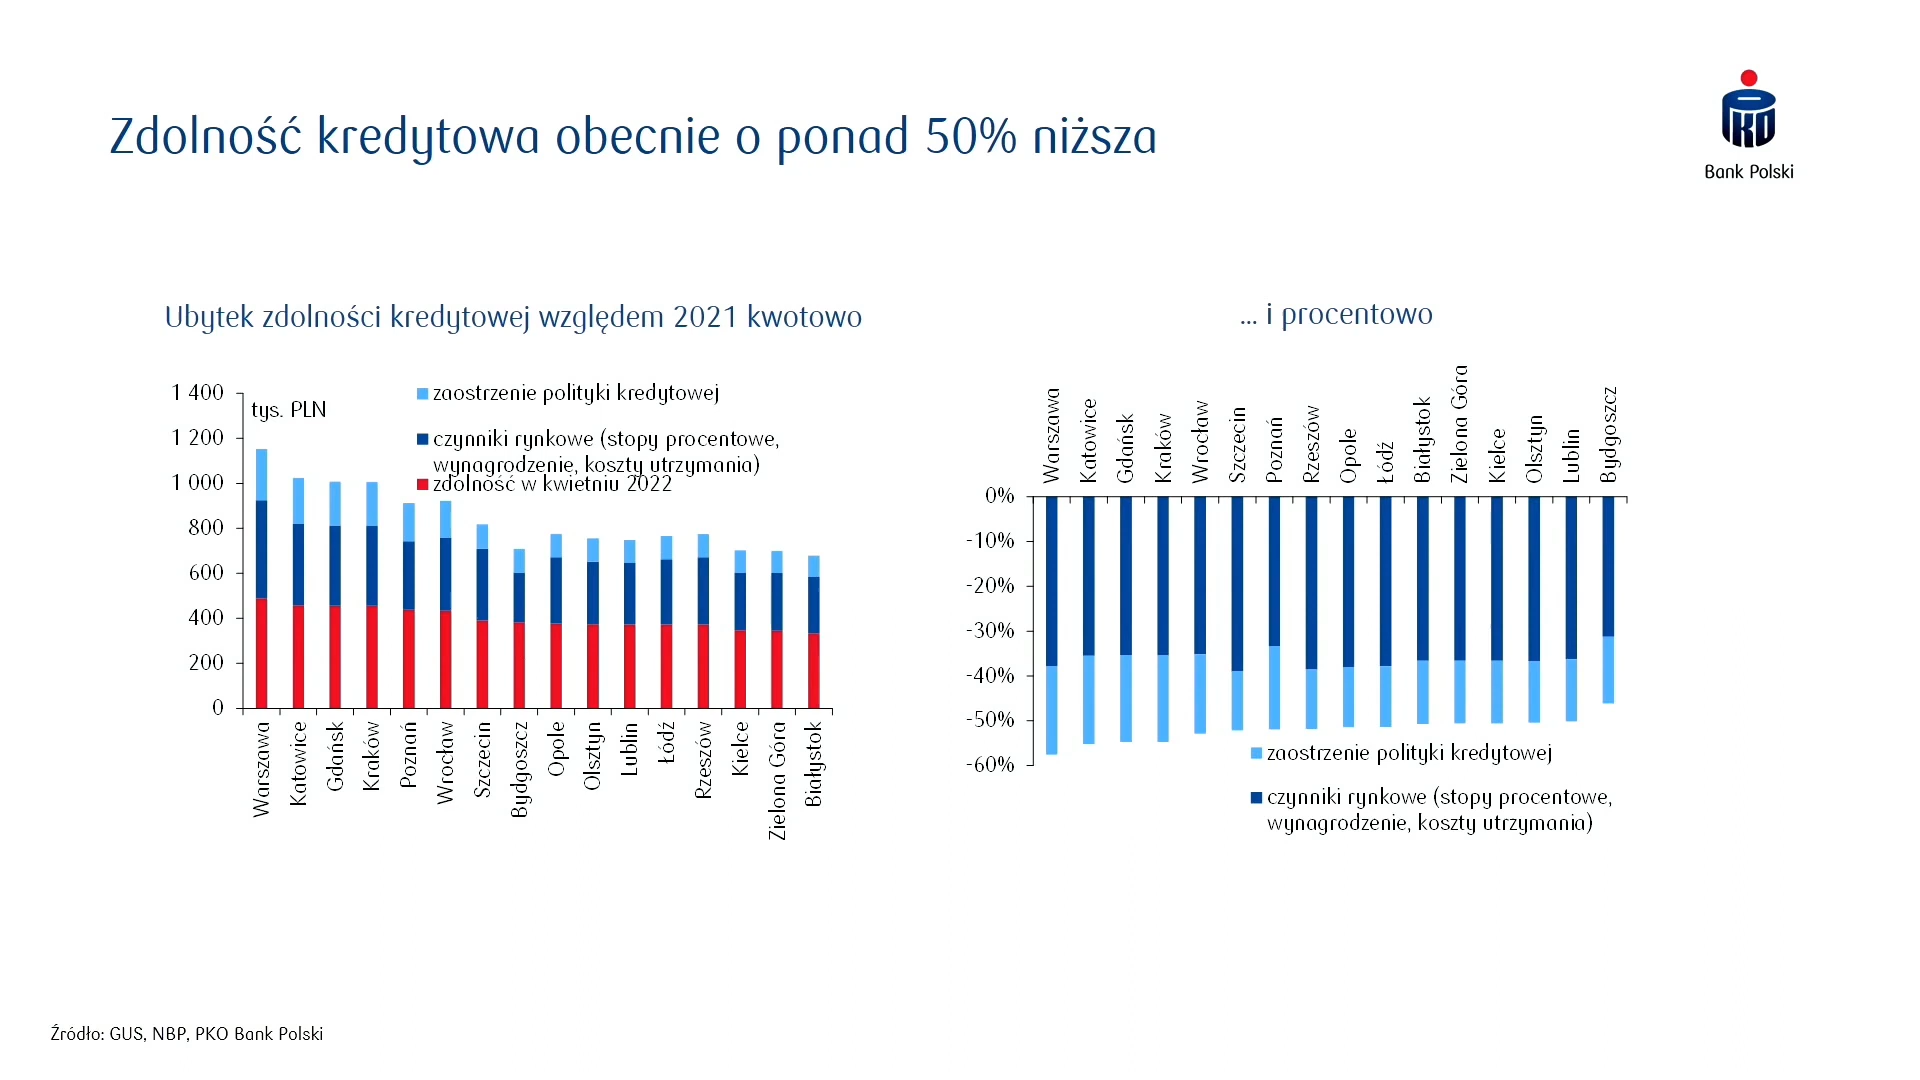 Zdolność kredytowa obecnie o ponad 50% niższa
PKO
Bank Polski
Ubytek zdolności kredytowej względem 2021 kwotowo
1 400
1 200
1 000
800
600
400
200
0
tys. PLN
zaostrzenie polityki kredytowej
czynniki rynkowe (stopy procentowe,
wynagrodzenie, koszty utrzymania)
zdolność w kwietniu 2022
Warszawa
Katowice
Gdańsk
Kraków
Poznań
Wrocław
Szczecin
Bydgoszcz
Opole
Olsztyn
Lublin
Łódź
Rzeszów
Kielce
Zielona Góra
Białystok
... i procentowo
Warszawa
Katowice
Gdańsk
Kraków
Wrocław
Szczecin
Poznań
Rzeszów
Opole
Łódź
Białystok
Zielona Góra
Kielce
Olsztyn
Lublin
Bydgoszcz
0%
-10%
-20%
-30%
-40%
-50%
-60%
zaostrzenie polityki kredytowej
czynniki rynkowe (stopy procentowe,
wynagrodzenie, koszty utrzymania)
Źródło: GUS, NBP, PKO Bank Polski